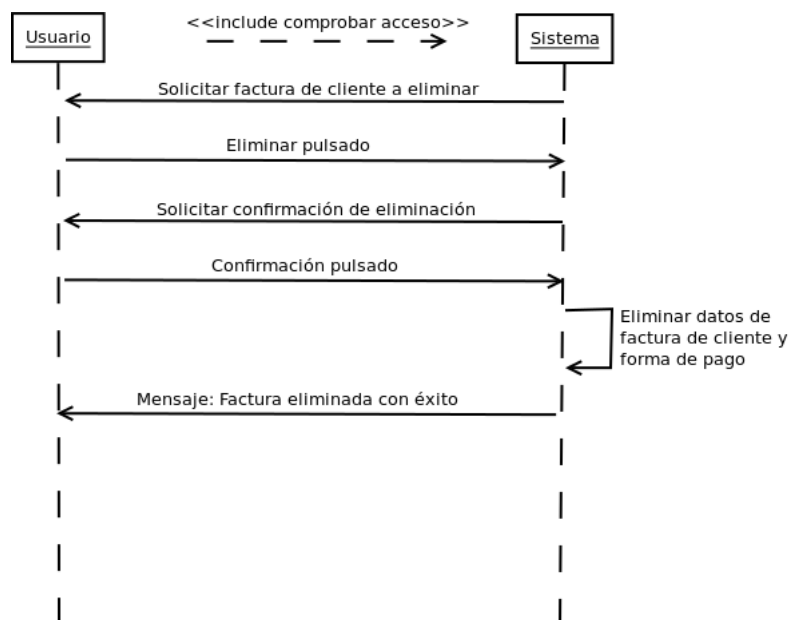 <<include comprobar acceso>>
Usuario
Sistema
Solicitar factura de cliente a eliminar
Eliminar pulsado
Solicitar confirmación de eliminación
Confirmación pulsado
Eliminar datos de
factura de cliente y
forma de pago
Mensaje: Factura eliminada con éxito